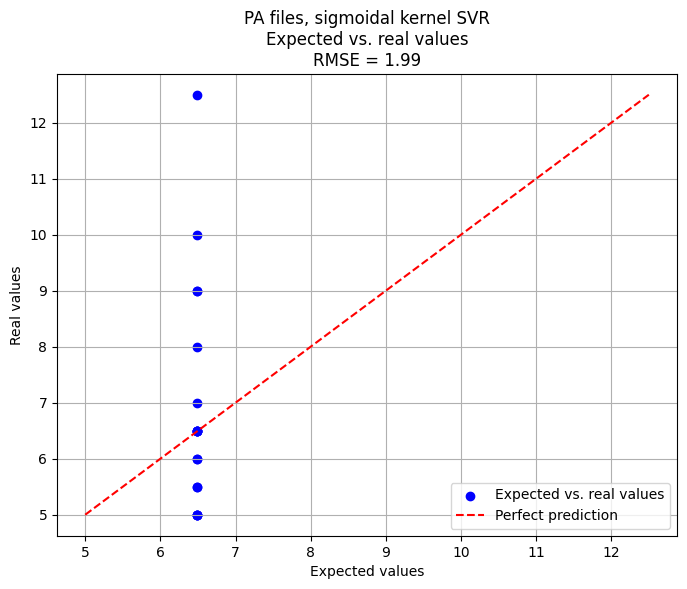 PA files, sigmoidal kernel SVR
Expected vs. real values
RMSE = 1.99
Real values
12
11
10
9
8
7
6
5
5 6 7 8 9 10 11 12
Expected values
Expected vs. real values
Perfect prediction